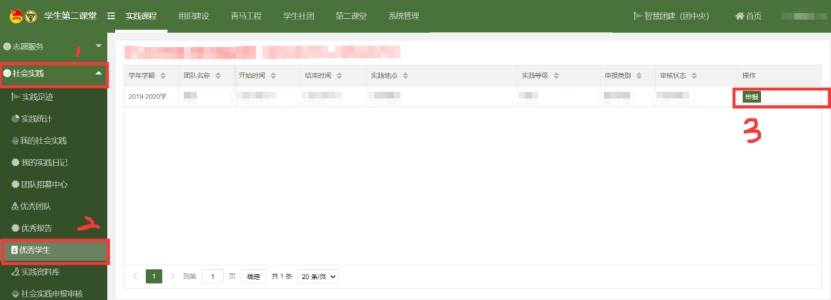 学生第二课堂 实践课程 组织建设 青马工程 学生社团 第二课堂 系统管理 智慧团建（团中央） 首页
志愿服务
1
社会实践
学年学期 团队名称 开始时间 结束时间 实践地点 实践等级 申报类别 审核状态 操作
2019-2020学... 申报
3
实践足迹
实践统计
我的社会实践
我的实践日记
团队招募中心
优秀团队
优秀报告
2
优秀学生
实践资料库
社会实践申报审核
1 到第 1 页 确定 共 1 条 20 条/页